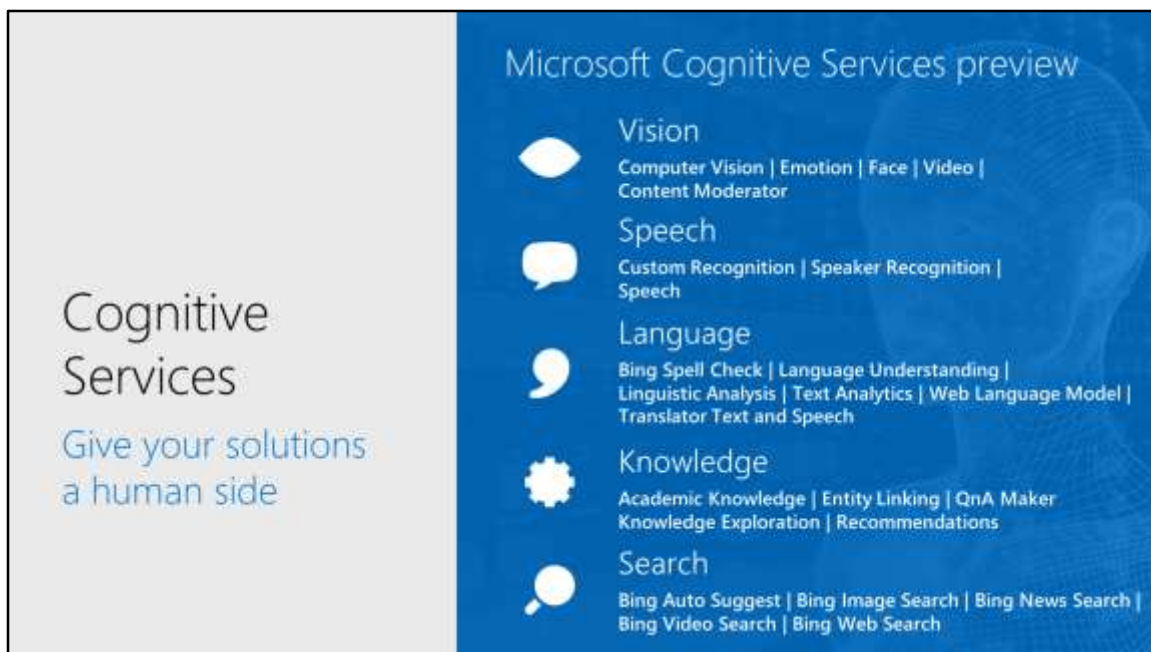 Cognitive
Services
Give your solutions
a human side
Microsoft Cognitive Services preview
Vision
Computer Vision | Emotion | Face | Video |
Content Moderator
Speech
Custom Recognition | Speaker Recognition |
Speech
Language
Bing Spell Check | Language Understanding |
Linguistic Analysis | Text Analytics | Web Language Model |
Translator Text and Speech
Knowledge
Academic Knowledge | Entity Linking | QnA Maker
Knowledge Exploration | Recommendations
Search
Bing Auto Suggest | Bing Image Search | Bing News Search |
Bing Video Search | Bing Web Search